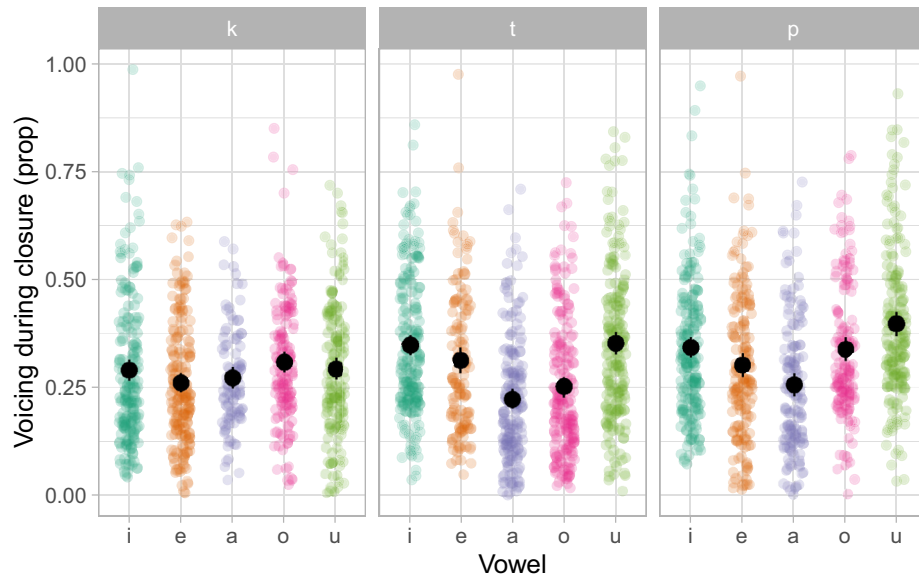 k t p
Voicing during closure (prop)
1.00
0.75
0.50
0.25
0.00
i e a o u i e a o u i e a o u
Vowel